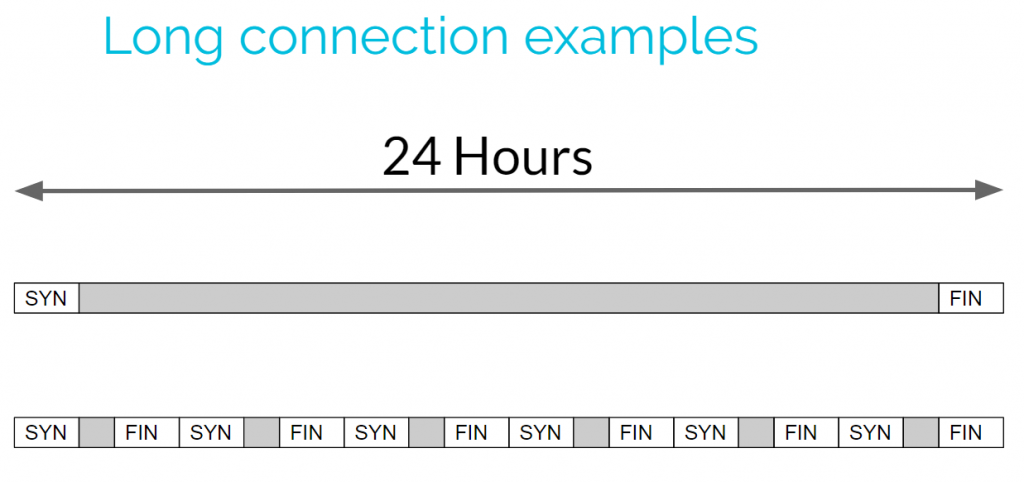 Long connection examples
24 Hours
SYN FIN
SYN FIN SYN FIN SYN FIN SYN FIN SYN FIN SYN FIN